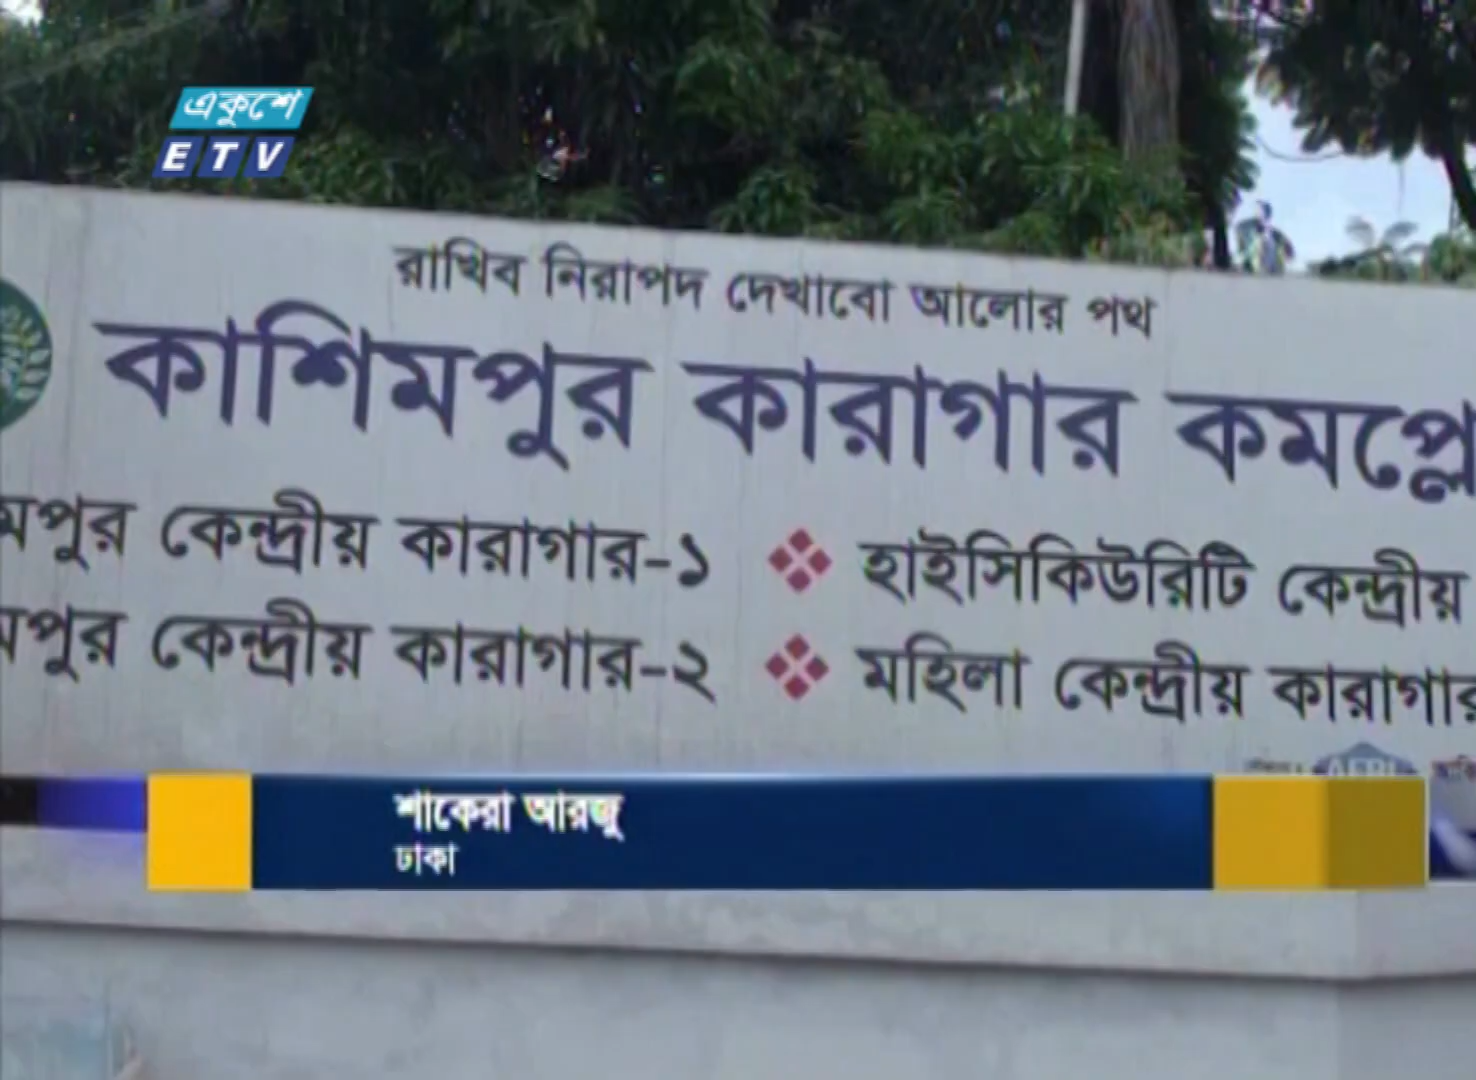 একুশে
ETV
রাখিব নিরাপদ দেখাবো আলোর পথ
কাশিমপুর কারাগার কমপ্লে
মপুর কেন্দ্রীয় কারাগার-১ হাইসিকিউরিটি কেন্দ্রীয়
মপুর কেন্দ্রীয় কারাগার-২ মহিলা কেন্দ্রীয় কারাগার
শাকেরা আরজু
ঢাকা